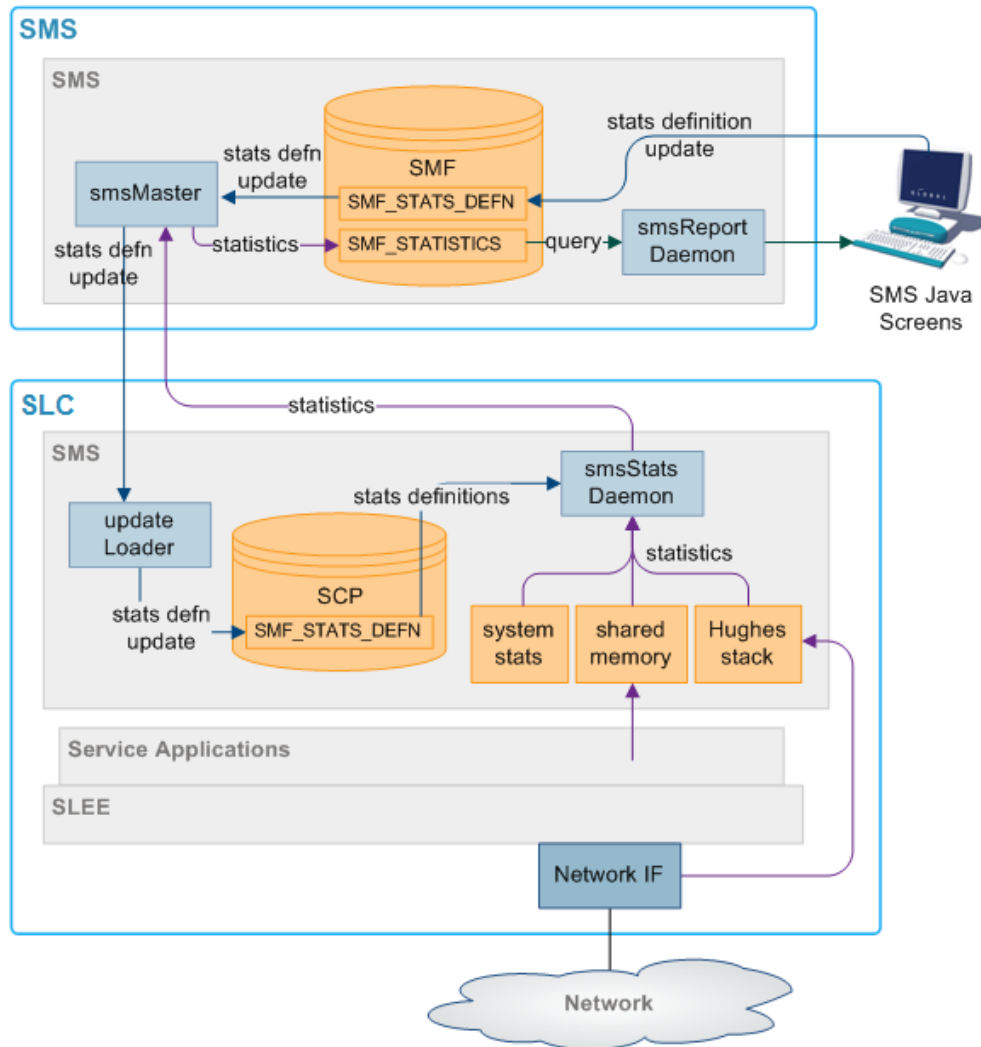 SMS
SMS
stats definition
update
stats defn
update
SMF
smsMaster
SMF_STATS_DEFN
statistics
SMF_STATISTICS
query
smsReport
Daemon
stats defn
update
GLOBAL
SMS Java
Screens
SLC
statistics
SMS
smsStats
Daemon
stats definitions
update
Loader
statistics
SCP
stats defn
update
SMF_STATS_DEFN
system
stats
shared
memory
Hughes
stack
Service Applications
SLEE
Network IF
Network